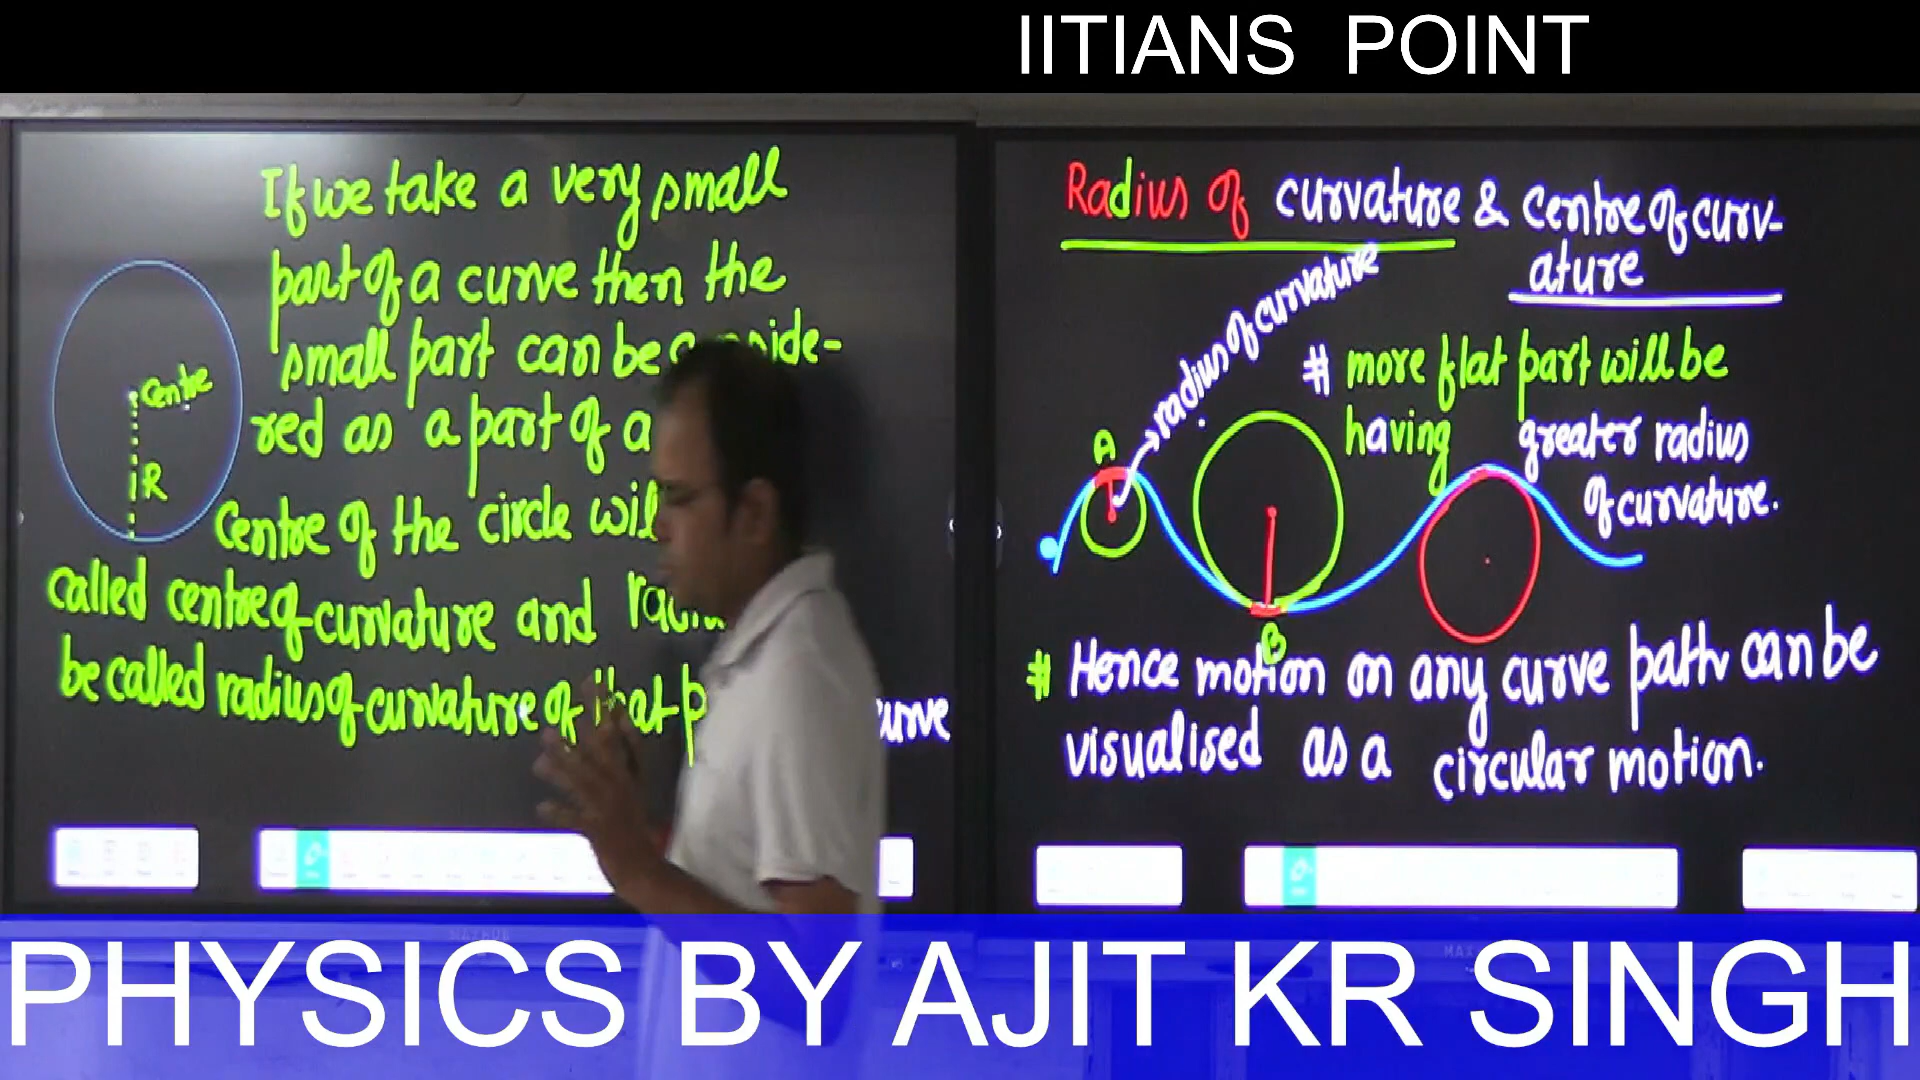 IITIANS POINT
If we take a very small
part of a curve then the
small part can be
red as a part of a
Centre of the circle
called centre of curvature and
be called radius of curvature of that
curve
Centre
R
Radius of curvature & centre of curv-
ature
radius of curvature
# more flat part will be
having greater radius
of curvature.
A
B
# Hence motion on any curve path can be
visualised as a circular motion.
PHYSICS BY AJIT KR SINGH